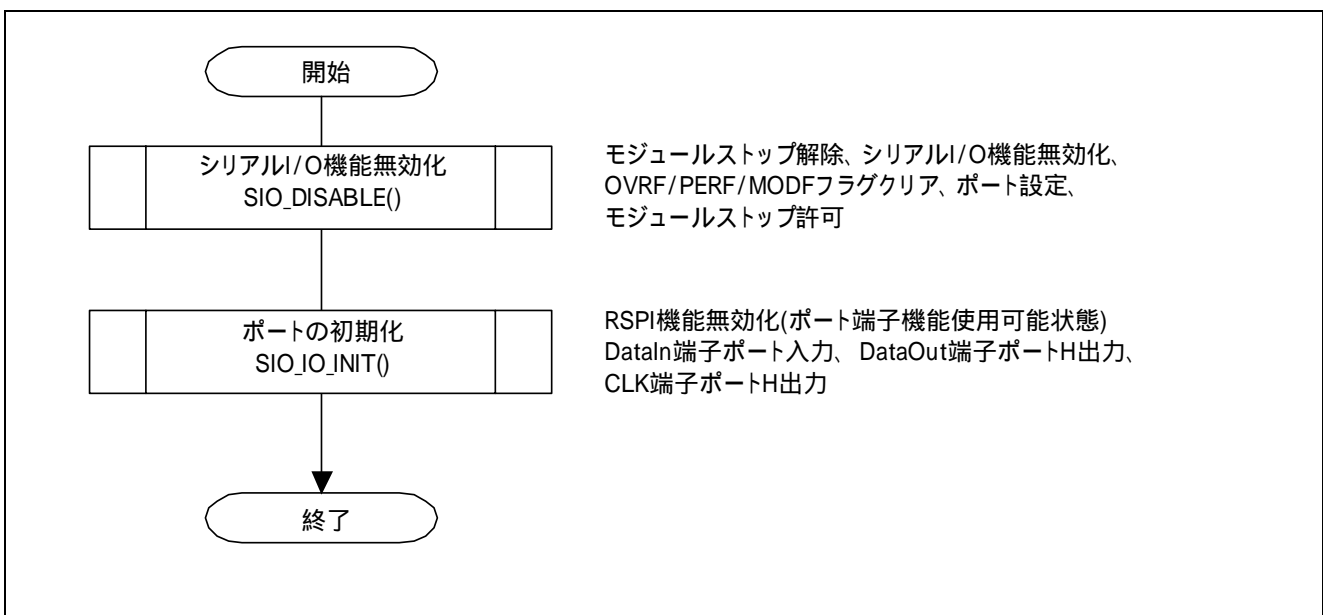 開始
シリアルI/O機能無効化
SIO_DISABLE()
モジュールストップ解除、シリアルI/O機能無効化、
OVRF/PERF/MODFフラグクリア、ポート設定、
モジュールストップ許可
ポートの初期化
SIO_IO_INIT()
RSPI機能無効化(ポート端子機能使用可能状態)
DataIn端子ポート入力、DataOut端子ポートH出力、
CLK端子ポートH出力
終了